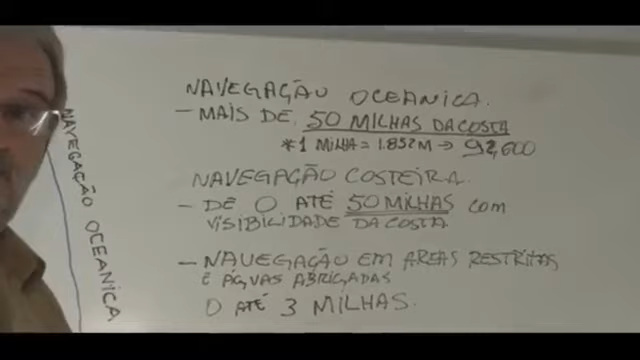 NAVEGAÇÃO OCEANICA.
– MAIS DE 50 MILHAS DA COSTA
* 1 MILHA = 1.852M → 92,600
NAVEGAÇÃO COSTEIRA.
– DE 0 ATÉ 50 MILHAS COM
VISIBILIDADE DA COSTA.
– NAVEGAÇÃO EM AREAS RESTRITAS
E ÁGUAS ABRIGADAS
0 ATÉ 3 MILHAS.
NAVEGAÇÃO OCEANICA